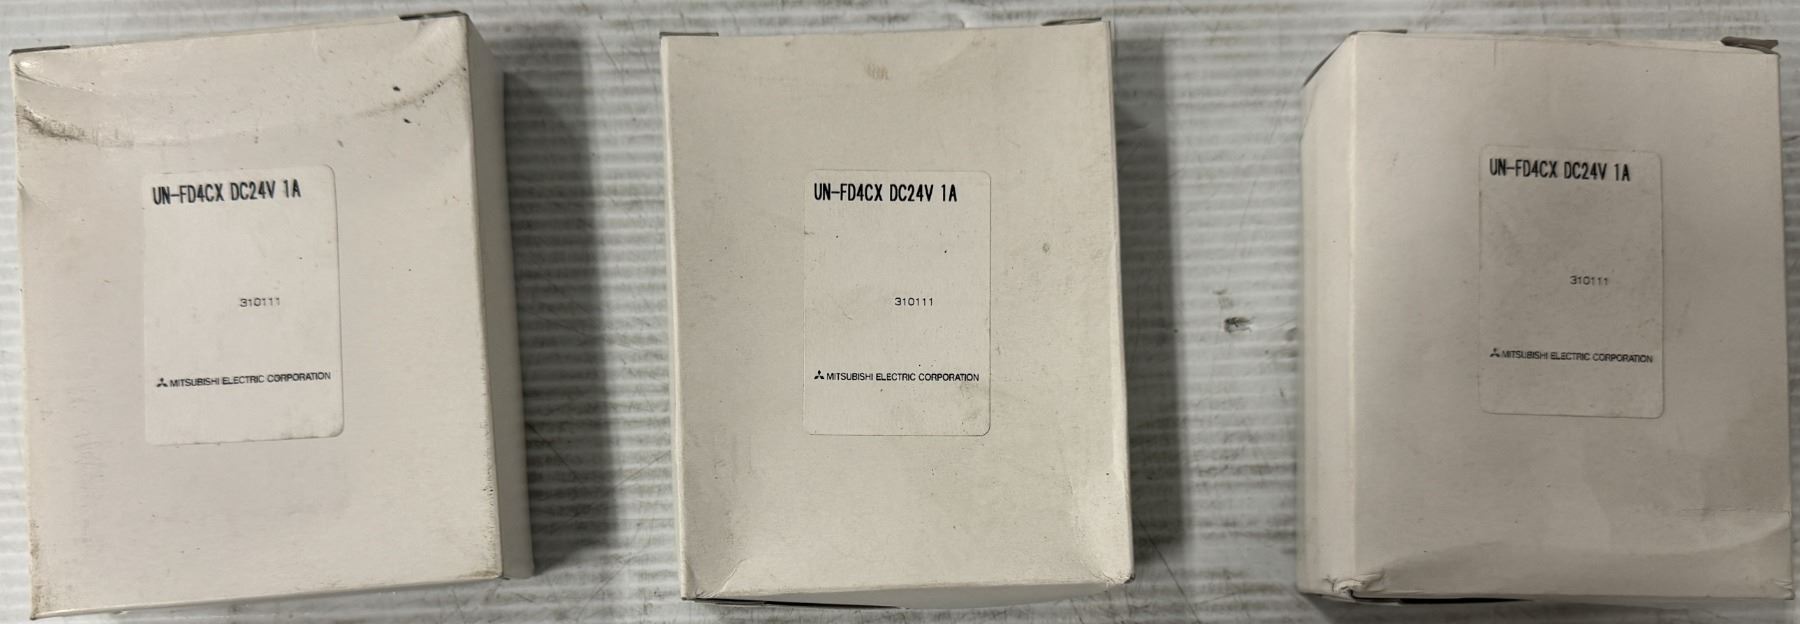 UN-FD4CX DC24V 1A
310111
MITSUBISHI ELECTRIC CORPORATION
UN-FD4CX DC24V 1A
310111
MITSUBISHI ELECTRIC CORPORATION
UN-FD4CX DC24V 1A
310111
MITSUBISHI ELECTRIC CORPORATION